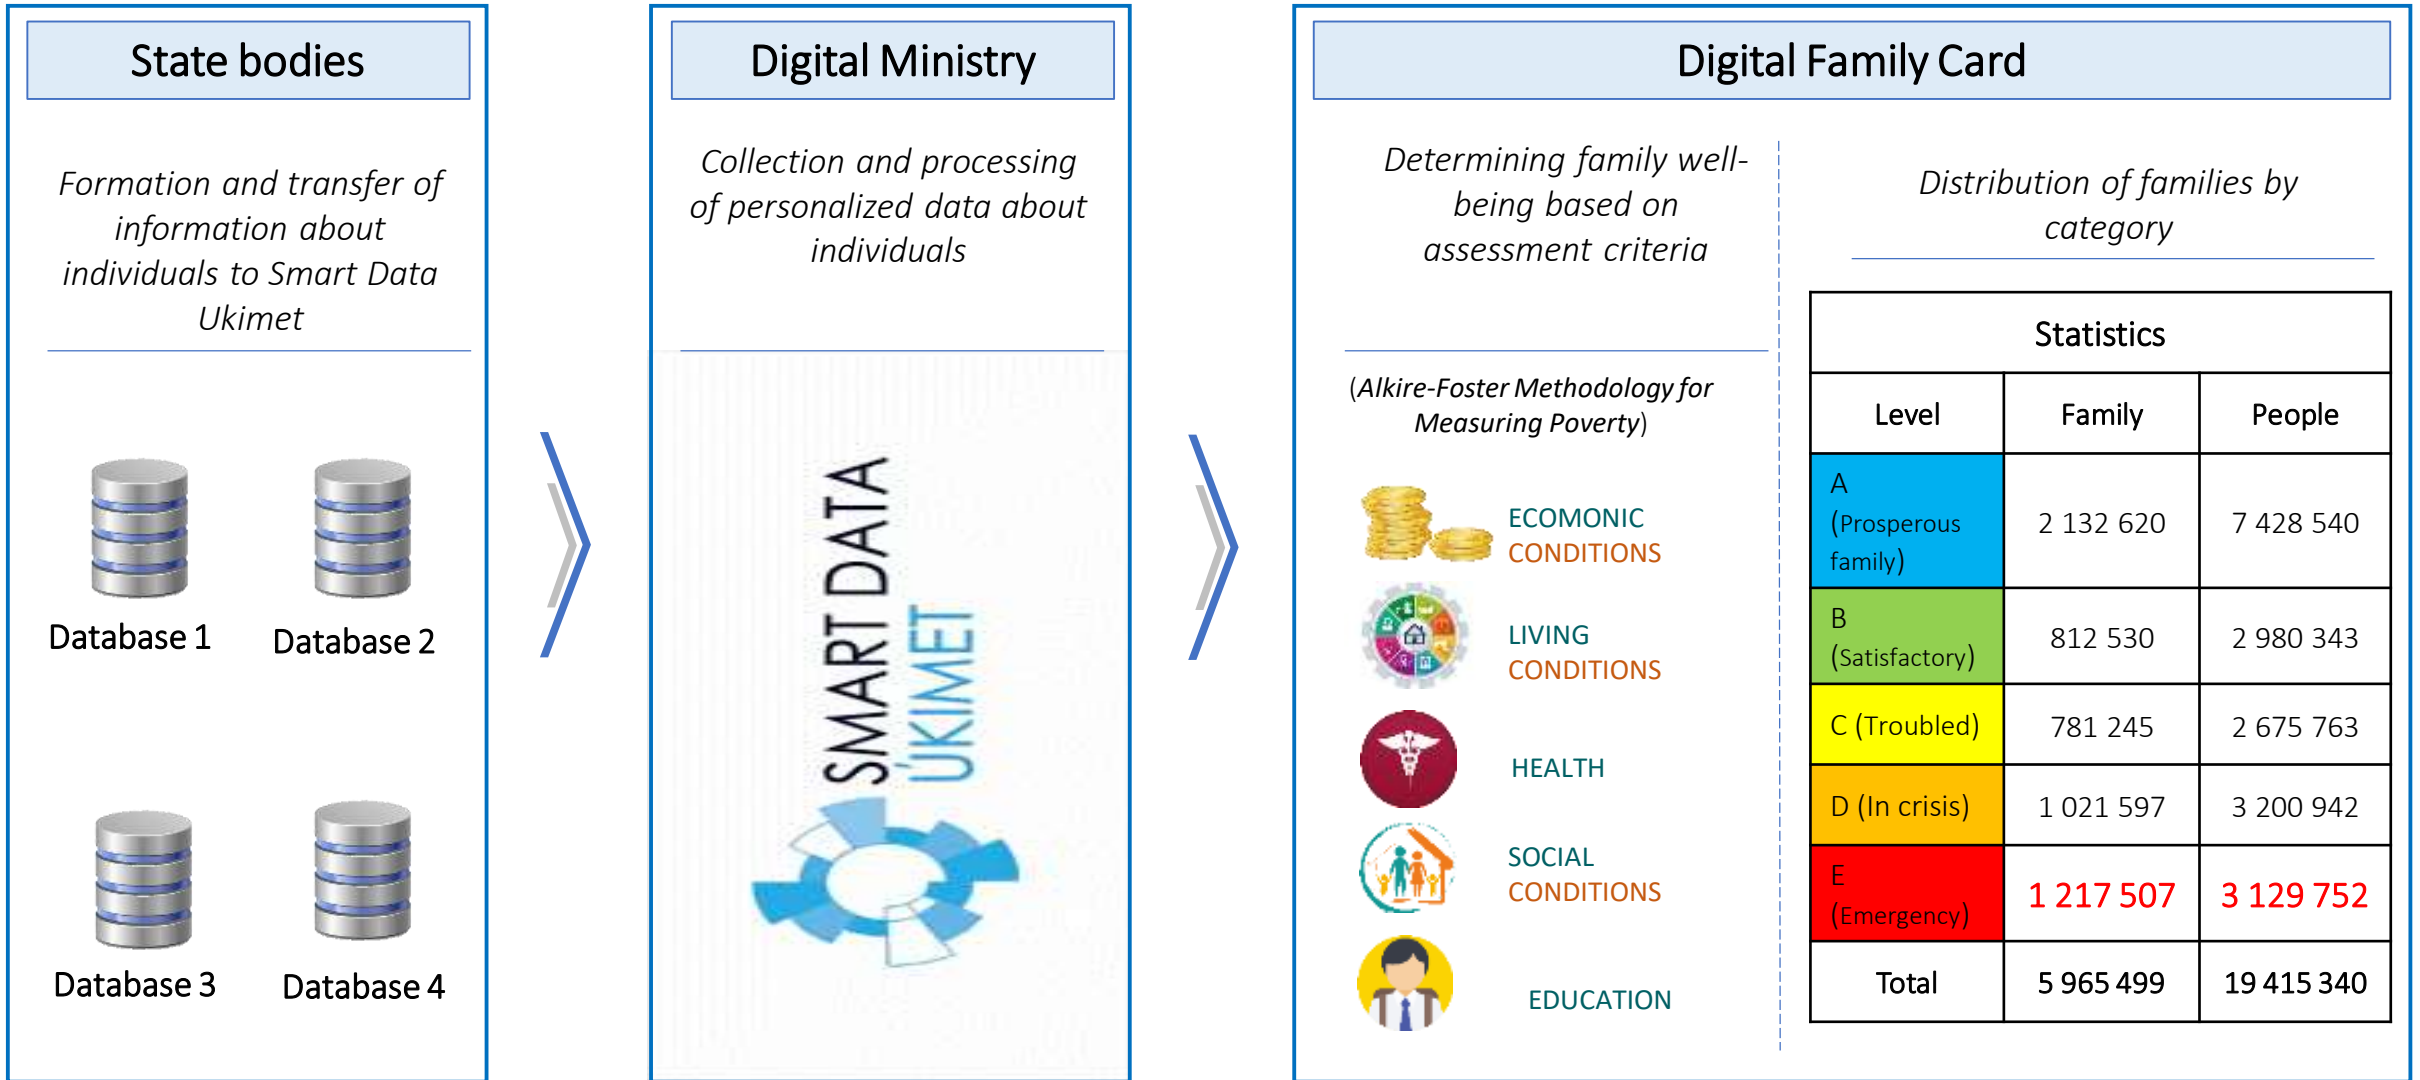 State bodies
Formation and transfer of
information about
individuals to Smart Data
Ukimet
Database 1
Database 2
Database 3
Database 4
Digital Ministry
Collection and processing
of personalized data about
individuals
SMART DATA
ÚKIMET
Digital Family Card
Determining family well-
being based on
assessment criteria
(Alkire-Foster Methodology for
Measuring Poverty)
ECOMONIC
CONDITIONS
LIVING
CONDITIONS
HEALTH
SOCIAL
CONDITIONS
EDUCATION
Distribution of families by
category
Statistics
Level Family People
A
(Prosperous
family) 2 132 620 7 428 540
B
(Satisfactory) 812 530 2 980 343
C (Troubled) 781 245 2 675 763
D (In crisis) 1 021 597 3 200 942
E
(Emergency) 1 217 507 3 129 752
Total 5 965 499 19 415 340